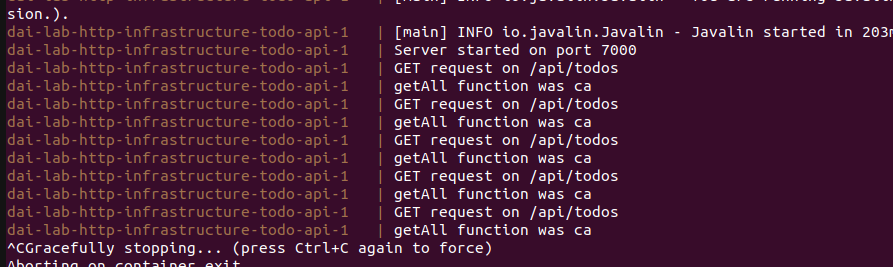 sion.).
dai-lab-http-infrastructure-todo-api-1 | [main] INFO io.javalin.Javalin - Javalin started in 203m
dai-lab-http-infrastructure-todo-api-1 | Server started on port 7000
dai-lab-http-infrastructure-todo-api-1 | GET request on /api/todos
dai-lab-http-infrastructure-todo-api-1 | getAll function was ca
dai-lab-http-infrastructure-todo-api-1 | GET request on /api/todos
dai-lab-http-infrastructure-todo-api-1 | getAll function was ca
dai-lab-http-infrastructure-todo-api-1 | GET request on /api/todos
dai-lab-http-infrastructure-todo-api-1 | getAll function was ca
dai-lab-http-infrastructure-todo-api-1 | GET request on /api/todos
dai-lab-http-infrastructure-todo-api-1 | getAll function was ca
dai-lab-http-infrastructure-todo-api-1 | GET request on /api/todos
dai-lab-http-infrastructure-todo-api-1 | getAll function was ca
^CGracefully stopping... (press Ctrl+C again to force)
Aborting on container exit